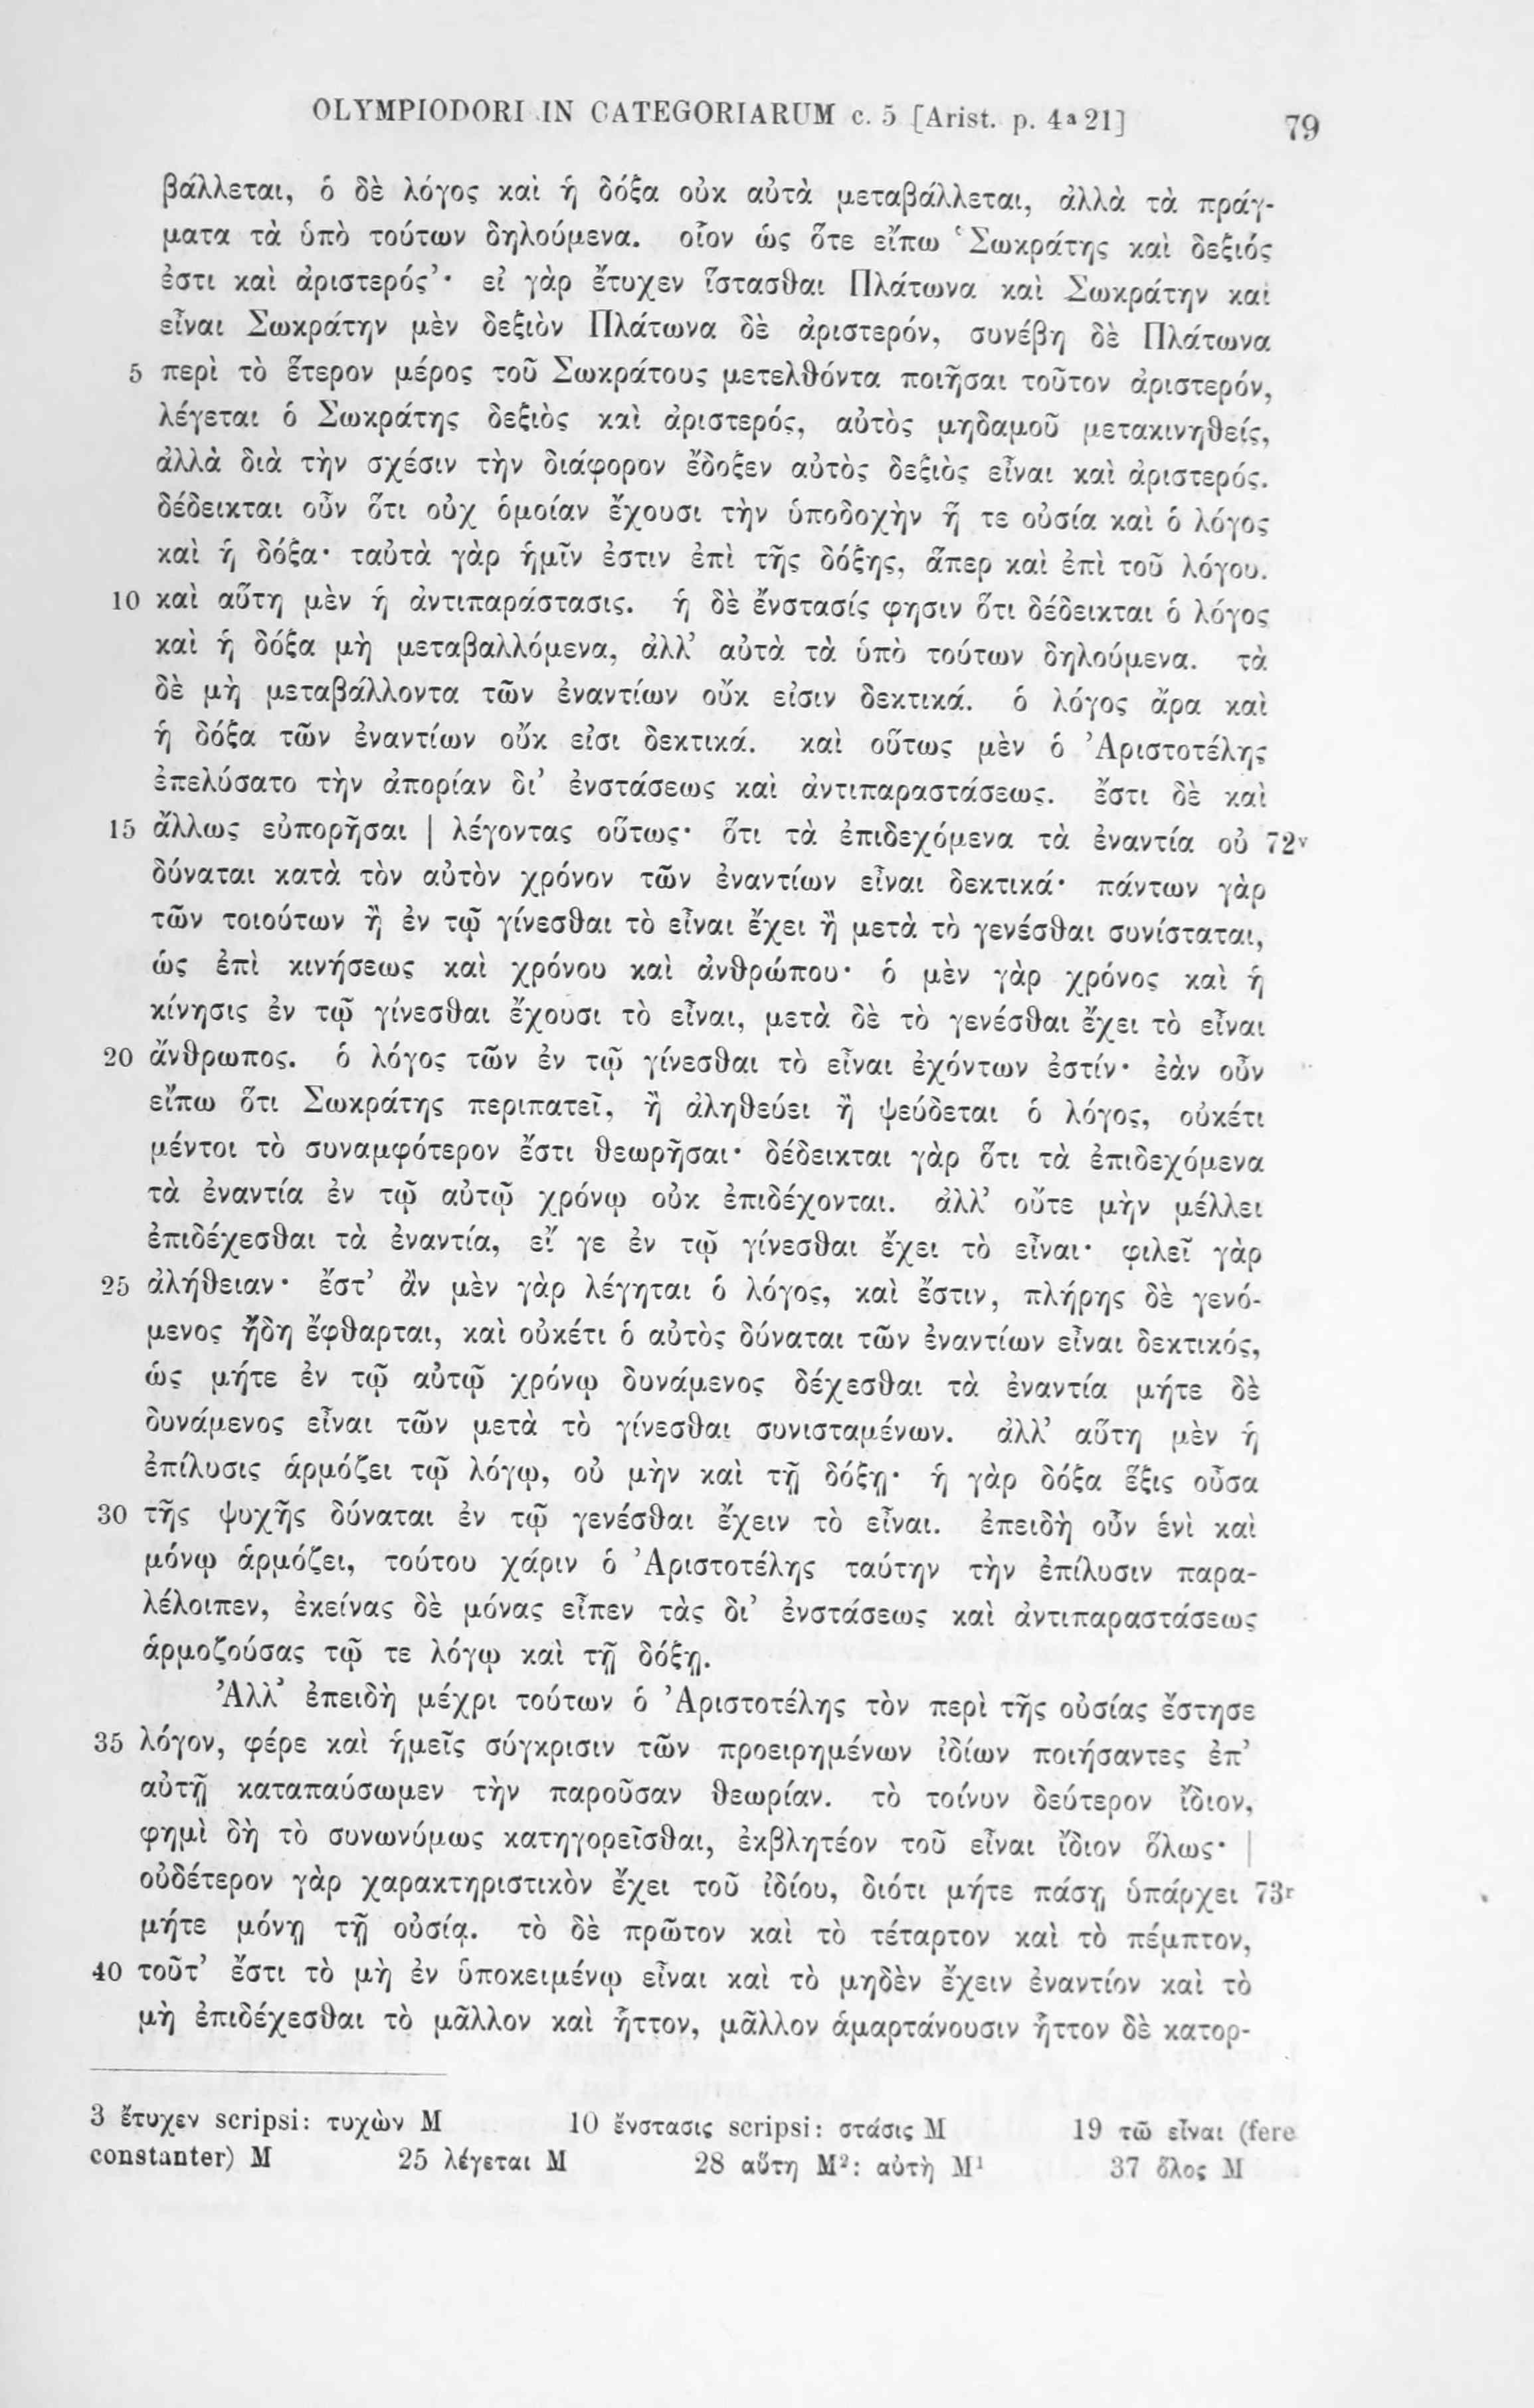 OLYMPIODORI IN CATEGORIARUM c. 5 [Arist. p. 4ᵃ 21] 79
βάλλεται, ὁ δὲ λόγος καὶ ἡ δόξα οὐκ αὐτὰ μεταβάλλεται, ἀλλὰ τὰ πράγ-
ματα τὰ ὑπὸ τούτων δηλούμενα. οἷον ὡς ὅτε εἴπω ‘Σωκράτης καὶ δεξιός
ἐστι καὶ ἀριστερός’· εἰ γὰρ ἔτυχεν ἵστασθαι Πλάτωνα καὶ Σωκράτην καὶ
εἶναι Σωκράτην μὲν δεξιὸν Πλάτωνα δὲ ἀριστερόν, συνέβη δὲ Πλάτωνα
5 περὶ τὸ ἕτερον μέρος τοῦ Σωκράτους μετελθόντα ποιῆσαι τοῦτον ἀριστερόν,
λέγεται ὁ Σωκράτης δεξιὸς καὶ ἀριστερός, αὐτὸς μηδαμοῦ μετακινηθείς,
ἀλλὰ διὰ τὴν σχέσιν τὴν διάφορον ἔδοξεν αὐτὸς δεξιὸς εἶναι καὶ ἀριστερός.
δέδεικται οὖν ὅτι οὐχ ὁμοίαν ἔχουσι τὴν ὑποδοχὴν ἥ τε οὐσία καὶ ὁ λόγος
καὶ ἡ δόξα· ταὐτὰ γὰρ ἡμῖν ἐστιν ἐπὶ τῆς δόξης, ἅπερ καὶ ἐπὶ τοῦ λόγου.
10 καὶ αὕτη μὲν ἡ ἀντιπαράστασις. ἡ δὲ ἔνστασίς φησιν ὅτι δέδεικται ὁ λόγος
καὶ ἡ δόξα μὴ μεταβαλλόμενα, ἀλλ’ αὐτὰ τὰ ὑπὸ τούτων δηλούμενα. τὰ
δὲ μὴ μεταβάλλοντα τῶν ἐναντίων οὔκ εἰσιν δεκτικά. ὁ λόγος ἄρα καὶ
ἡ δόξα τῶν ἐναντίων οὔκ εἰσι δεκτικά. καὶ οὕτως μὲν ὁ Ἀριστοτέλης
ἐπελύσατο τὴν ἀπορίαν δι’ ἐνστάσεως καὶ ἀντιπαραστάσεως. ἔστι δὲ καὶ
15 ἄλλως εὐπορῆσαι | λέγοντας οὕτως· ὅτι τὰ ἐπιδεχόμενα τὰ ἐναντία οὐ 72ᵛ
δύναται κατὰ τὸν αὐτὸν χρόνον τῶν ἐναντίων εἶναι δεκτικά· πάντων γὰρ
τῶν τοιούτων ἢ ἐν τῷ γίνεσθαι τὸ εἶναι ἔχει ἢ μετὰ τὸ γενέσθαι συνίσταται,
ὡς ἐπὶ κινήσεως καὶ χρόνου καὶ ἀνθρώπου· ὁ μὲν γὰρ χρόνος καὶ ἡ
κίνησις ἐν τῷ γίνεσθαι ἔχουσι τὸ εἶναι, μετὰ δὲ τὸ γενέσθαι ἔχει τὸ εἶναι
20 ἄνθρωπος. ὁ λόγος τῶν ἐν τῷ γίνεσθαι τὸ εἶναι ἐχόντων ἐστίν· ἐὰν οὖν
εἴπω ὅτι Σωκράτης περιπατεῖ, ἢ ἀληθεύει ἢ ψεύδεται ὁ λόγος, οὐκέτι
μέντοι τὸ συναμφότερον ἔστι θεωρῆσαι· δέδεικται γὰρ ὅτι τὰ ἐπιδεχόμενα
τὰ ἐναντία ἐν τῷ αὐτῷ χρόνῳ οὐκ ἐπιδέχονται. ἀλλ’ οὔτε μὴν μέλλει
ἐπιδέχεσθαι τὰ ἐναντία, εἴ γε ἐν τῷ γίνεσθαι ἔχει τὸ εἶναι· φιλεῖ γὰρ
25 ἀλήθειαν· ἔστ’ ἂν μὲν γὰρ λέγηται ὁ λόγος, καὶ ἔστιν, πλήρης δὲ γενό-
μενος ἤδη ἔφθαρται, καὶ οὐκέτι ὁ αὐτὸς δύναται τῶν ἐναντίων εἶναι δεκτικός,
ὡς μήτε ἐν τῷ αὐτῷ χρόνῳ δυνάμενος δέχεσθαι τὰ ἐναντία μήτε δὲ
δυνάμενος εἶναι τῶν μετὰ τὸ γίνεσθαι συνισταμένων. ἀλλ’ αὕτη μὲν ἡ
ἐπίλυσις ἁρμόζει τῷ λόγῳ, οὐ μὴν καὶ τῇ δόξῃ· ἡ γὰρ δόξα ἕξις οὖσα
30 τῆς ψυχῆς δύναται ἐν τῷ γενέσθαι ἔχειν τὸ εἶναι. ἐπειδὴ οὖν ἑνὶ καὶ
μόνῳ ἁρμόζει, τούτου χάριν ὁ Ἀριστοτέλης ταύτην τὴν ἐπίλυσιν παρα-
λέλοιπεν, ἐκείνας δὲ μόνας εἶπεν τὰς δι’ ἐνστάσεως καὶ ἀντιπαραστάσεως
ἁρμοζούσας τῷ τε λόγῳ καὶ τῇ δόξῃ.
Ἀλλ’ ἐπειδὴ μέχρι τούτων ὁ Ἀριστοτέλης τὸν περὶ τῆς οὐσίας ἔστησε
35 λόγον, φέρε καὶ ἡμεῖς σύγκρισιν τῶν προειρημένων ἰδίων ποιήσαντες ἐπ’
αὐτῇ καταπαύσωμεν τὴν παροῦσαν θεωρίαν. τὸ τοίνυν δεύτερον ἴδιον,
φημὶ δὴ τὸ συνωνύμως κατηγορεῖσθαι, ἐκβλητέον τοῦ εἶναι ἴδιον ὅλως· |
οὐδέτερον γὰρ χαρακτηριστικὸν ἔχει τοῦ ἰδίου, διότι μήτε πάσῃ ὑπάρχει 73ʳ
μήτε μόνῃ τῇ οὐσίᾳ. τὸ δὲ πρῶτον καὶ τὸ τέταρτον καὶ τὸ πέμπτον,
40 τοῦτ’ ἔστι τὸ μὴ ἐν ὑποκειμένῳ εἶναι καὶ τὸ μηδὲν ἔχειν ἐναντίον καὶ τὸ
μὴ ἐπιδέχεσθαι τὸ μᾶλλον καὶ ἧττον, μᾶλλον ἁμαρτάνουσιν ἧττον δὲ κατορ-
3 ἔτυχεν scripsi: τυχὼν M 10 ἔνστασις scripsi: στάσις M 19 τῶ εἶναι (fere
constanter) M 25 λέγεται M 28 αὕτη M²: αὐτὴ M¹ 37 ὅλος M